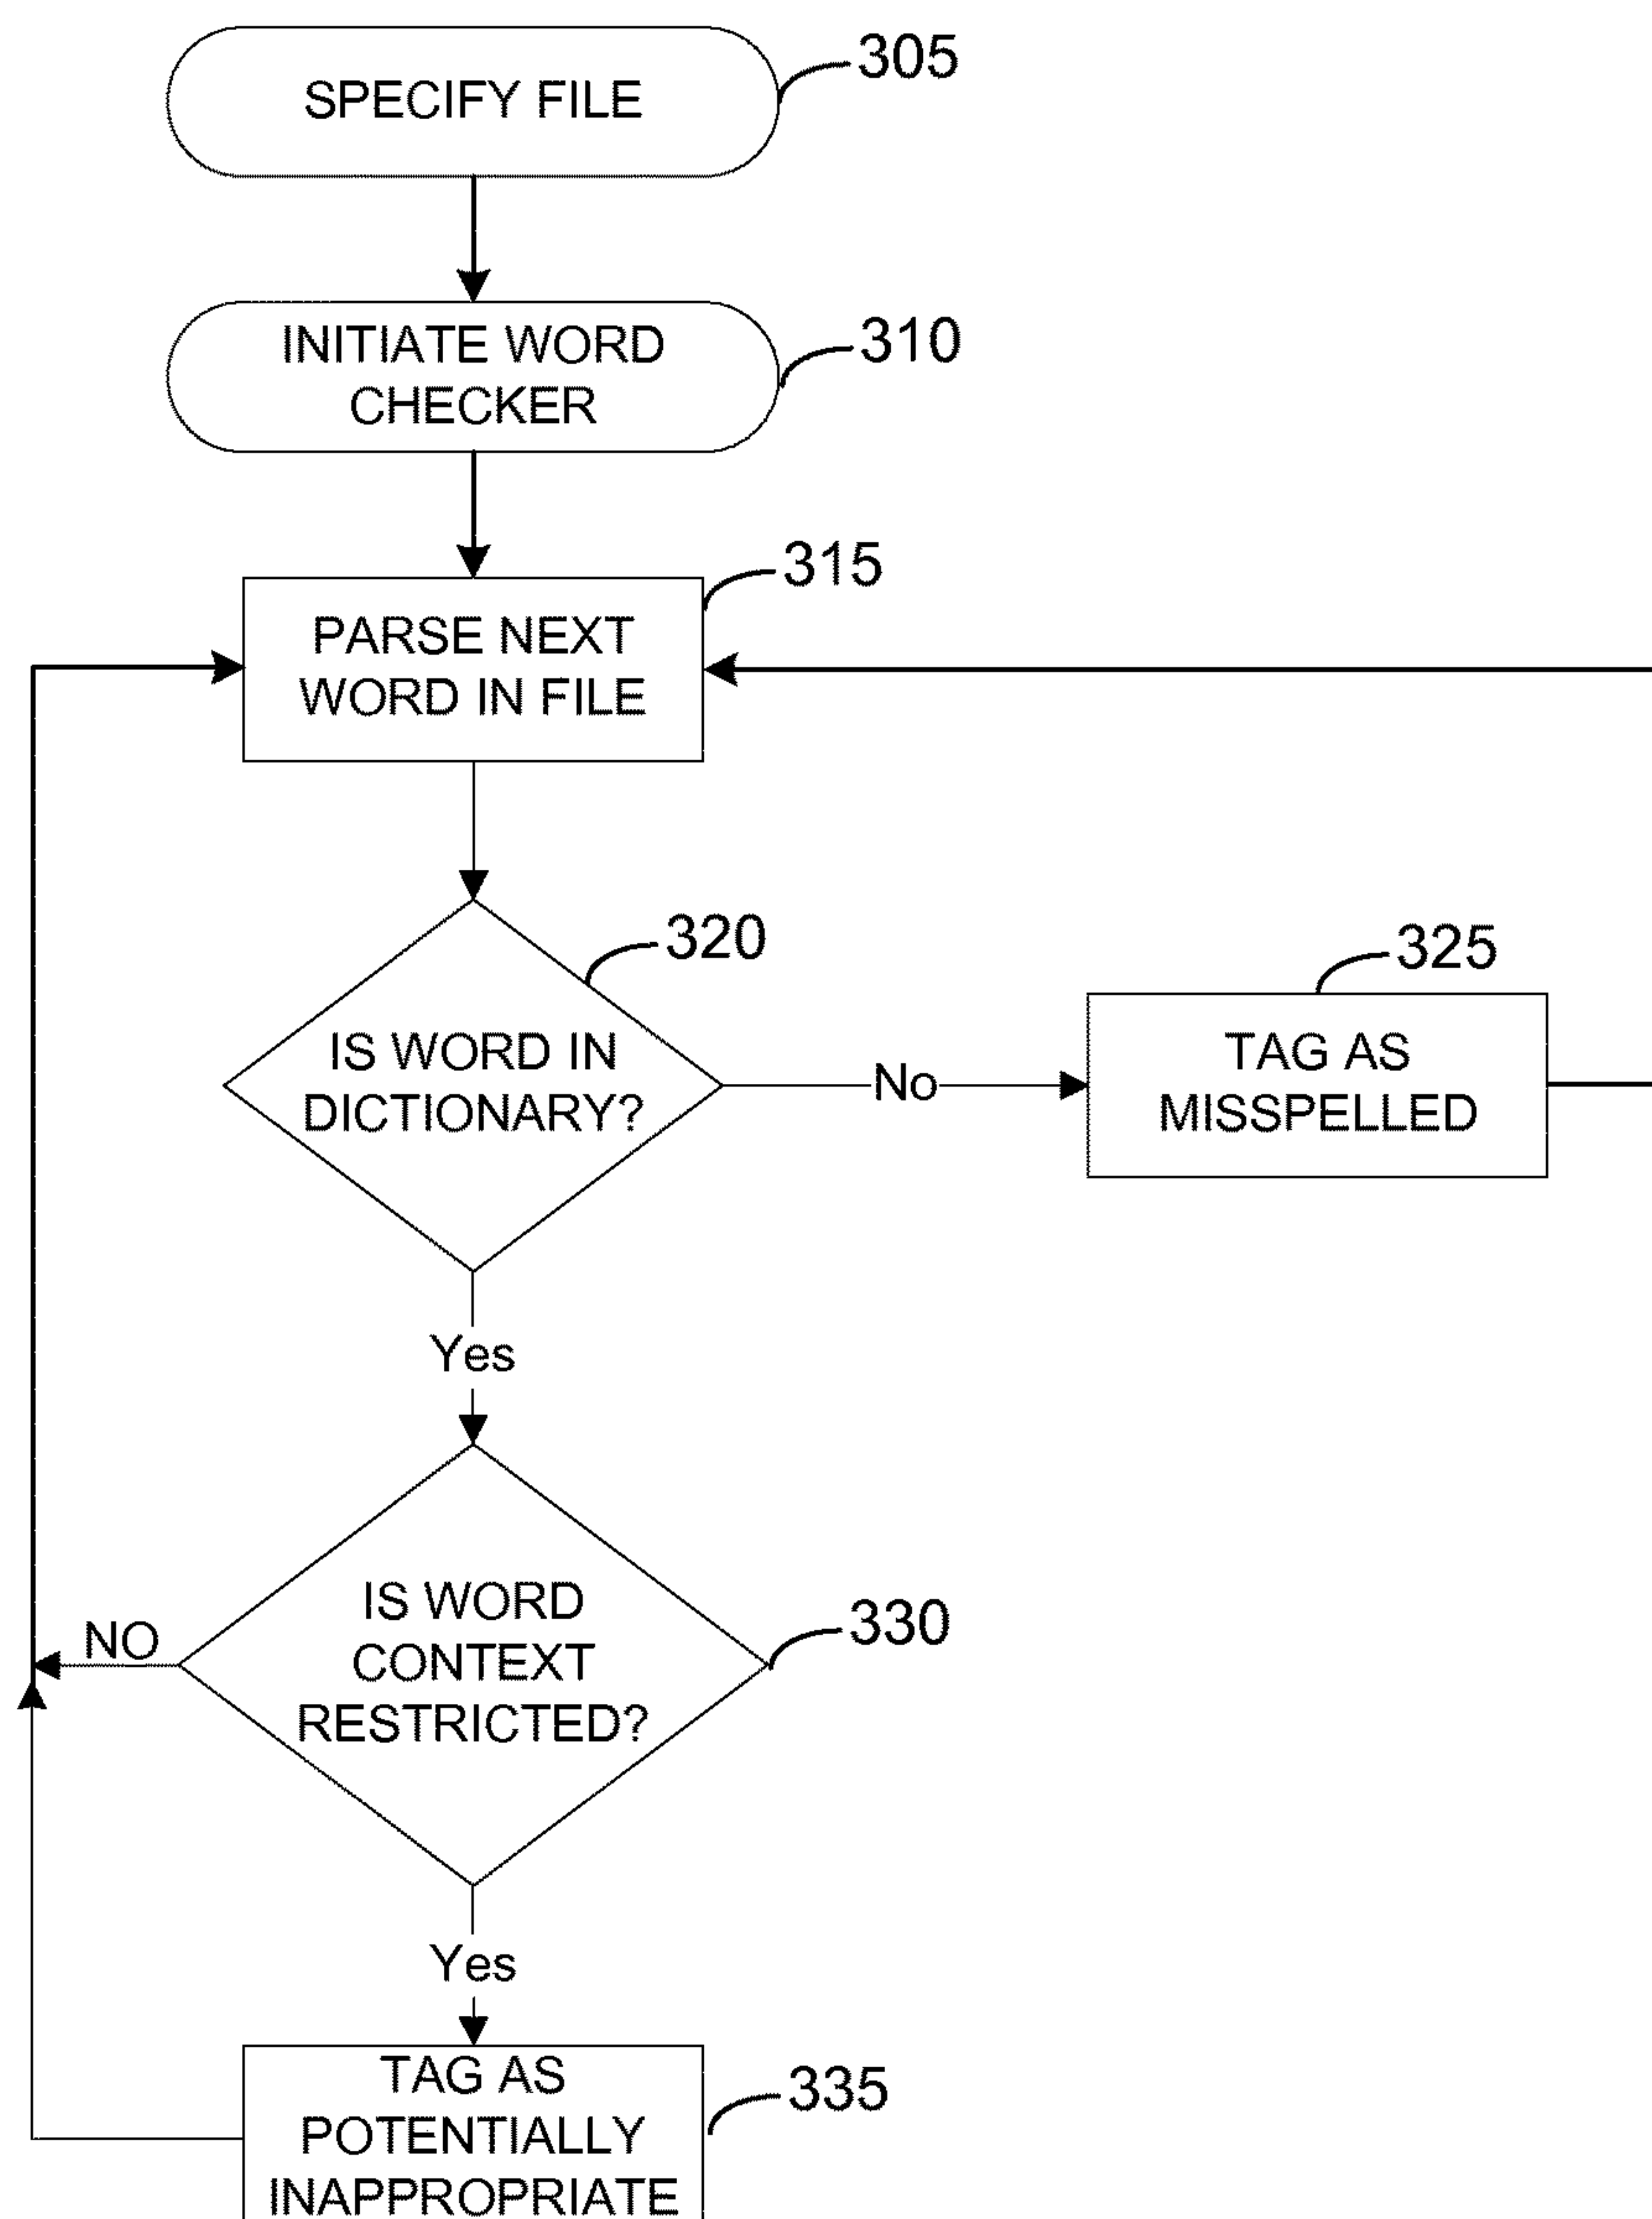 SPECIFY FILE
305
INITIATE WORD
CHECKER
310
315
PARSE NEXT
WORD IN FILE
320
325
IS WORD IN
DICTIONARY?
No
TAG AS
MISSPELLED
Yes
IS WORD
CONTEXT
RESTRICTED?
330
NO
Yes
TAG AS
POTENTIALLY
INAPPROPRIATE
335